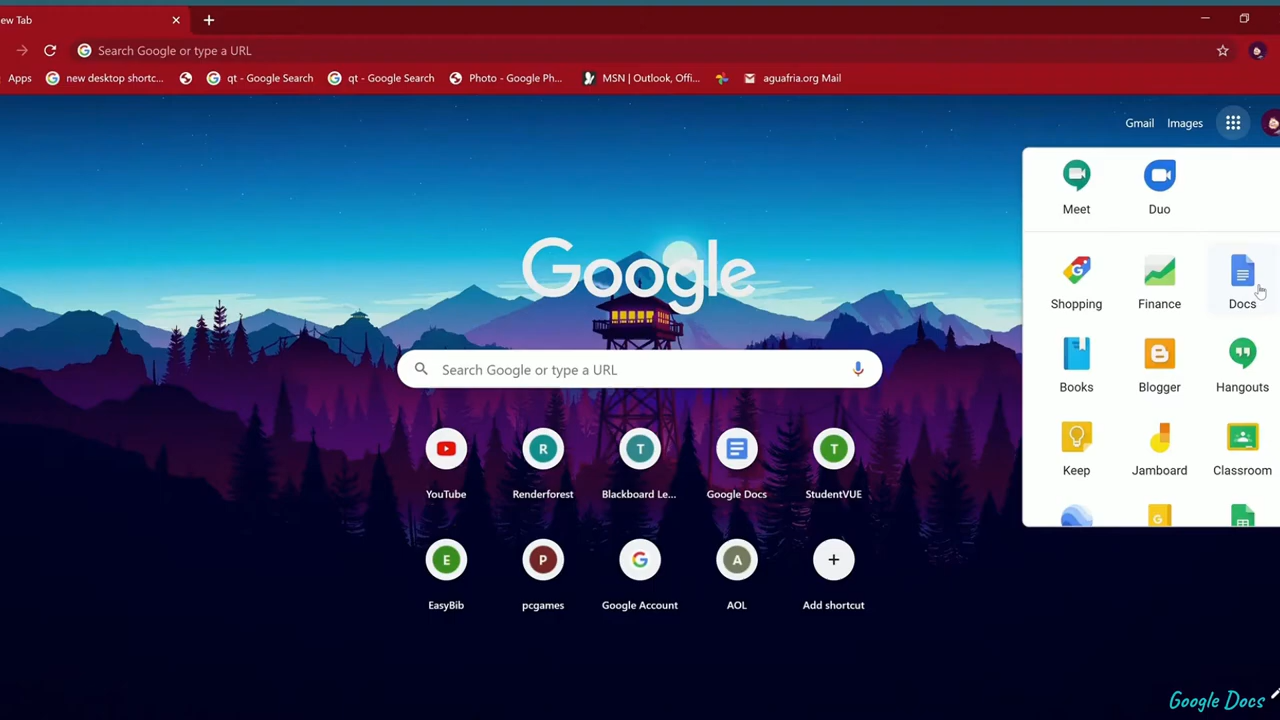 ew Tab
Search Google or type a URL
Apps new desktop shortc... qt - Google Search qt - Google Search Photo - Google Ph... MSN | Outlook, Offi... aguafria.org Mail
Gmail Images
Meet Duo
Google
Shopping Finance Docs
Search Google or type a URL
Books Blogger Hangouts
Keep Jamboard Classroom
R T T
YouTube Renderforest Blackboard Le... Google Docs StudentVUE
E P A
EasyBib pcgames Google Account AOL Add shortcut
Google Docs